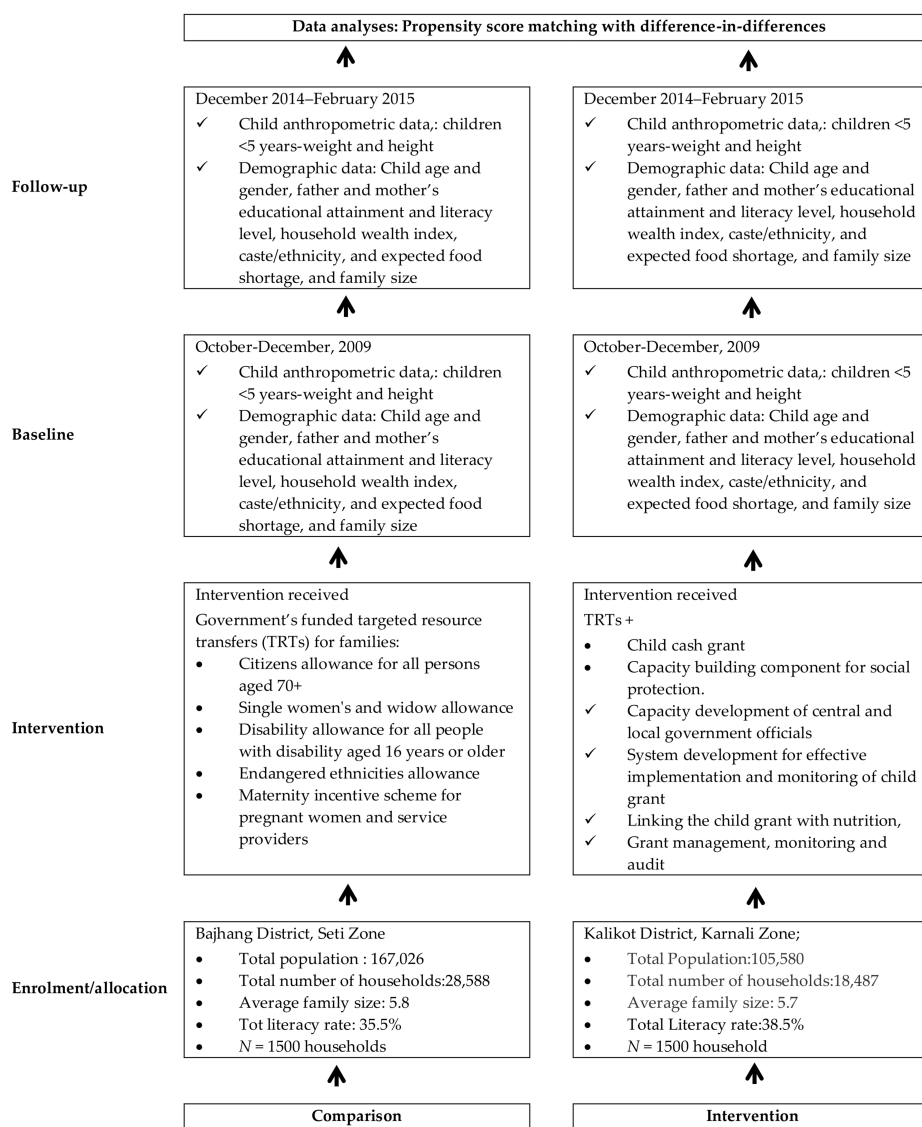 Data analyses: Propensity score matching with difference-in-differences
Follow-up
December 2014–February 2015
✓ Child anthropometric data,: children
<5 years-weight and height
✓ Demographic data: Child age and
gender, father and mother’s
educational attainment and literacy
level, household wealth index,
caste/ethnicity, and expected food
shortage, and family size
December 2014–February 2015
✓ Child anthropometric data,: children <5
years-weight and height
✓ Demographic data: Child age and
gender, father and mother’s educational
attainment and literacy level, household
wealth index, caste/ethnicity, and
expected food shortage, and family size
Baseline
October-December, 2009
✓ Child anthropometric data,: children
<5 years-weight and height
✓ Demographic data: Child age and
gender, father and mother’s
educational attainment and literacy
level, household wealth index,
caste/ethnicity, and expected food
shortage, and family size
October-December, 2009
✓ Child anthropometric data,: children <5
years-weight and height
✓ Demographic data: Child age and
gender, father and mother’s educational
attainment and literacy level, household
wealth index, caste/ethnicity, and
expected food shortage, and family size
Intervention
Intervention received
Government’s funded targeted resource
transfers (TRTs) for families:
• Citizens allowance for all persons
aged 70+
• Single women's and widow allowance
• Disability allowance for all people
with disability aged 16 years or older
• Endangered ethnicities allowance
• Maternity incentive scheme for
pregnant women and service
providers
Intervention received
TRTs +
• Child cash grant
• Capacity building component for social
protection.
✓ Capacity development of central and
local government officials
✓ System development for effective
implementation and monitoring of child
grant
✓ Linking the child grant with nutrition,
✓ Grant management, monitoring and
audit
Enrolment/allocation
Bajhang District, Seti Zone
• Total population : 167,026
• Total number of households:28,588
• Average family size: 5.8
• Tot literacy rate: 35.5%
• N = 1500 households
Kalikot District, Karnali Zone;
• Total Population:105,580
• Total number of households:18,487
• Average family size: 5.7
• Total Literacy rate:38.5%
• N = 1500 household
Comparison
Intervention